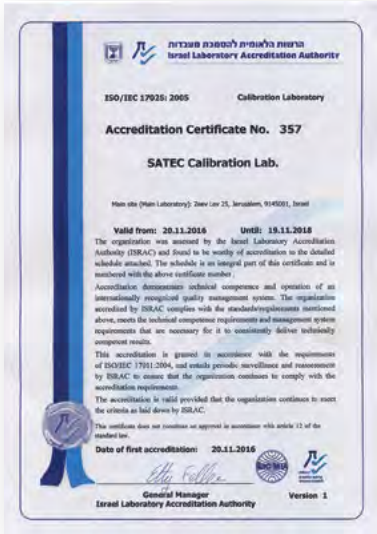 הרשות הלאומית להסמכת מעבדות
Israel Laboratory Accreditation Authority
ISO/IEC 17025: 2005 Calibration Laboratory
Accreditation Certificate No. 357
SATEC Calibration Lab.
Main site (Main Laboratory): Zeev Lev 25, Jerusalem, 9145001, Israel
Valid from: 20.11.2016 Until: 19.11.2018
The organization was assessed by the Israel Laboratory Accreditation
Authority (ISRAC) and found to be worthy of accreditation to the detailed
schedule attached. The schedule is an integral part of this certificate and is
numbered with the above certificate number.
Accreditation demonstrates technical competence and operation of an
internationally recognized quality management system. The organization
accredited by ISRAC complies with the standards/requirements mentioned
above, meets the technical competence requirements and management system
requirements that are necessary for it to consistently deliver technically
competent results.
This accreditation is granted in accordance with the requirements
of ISO/IEC 17011:2004, and entails periodic surveillance and reassessment
by ISRAC to ensure that the organization continues to comply with the
accreditation requirements.
The accreditation is valid provided that the organization continues to meet
the criteria as laid down by ISRAC.
This certificate does not constitute an approval in accordance with article 12 of the
standard law.
Date of first accreditation: 20.11.2016
Etty Feller
General Manager Version 1
Israel Laboratory Accreditation Authority